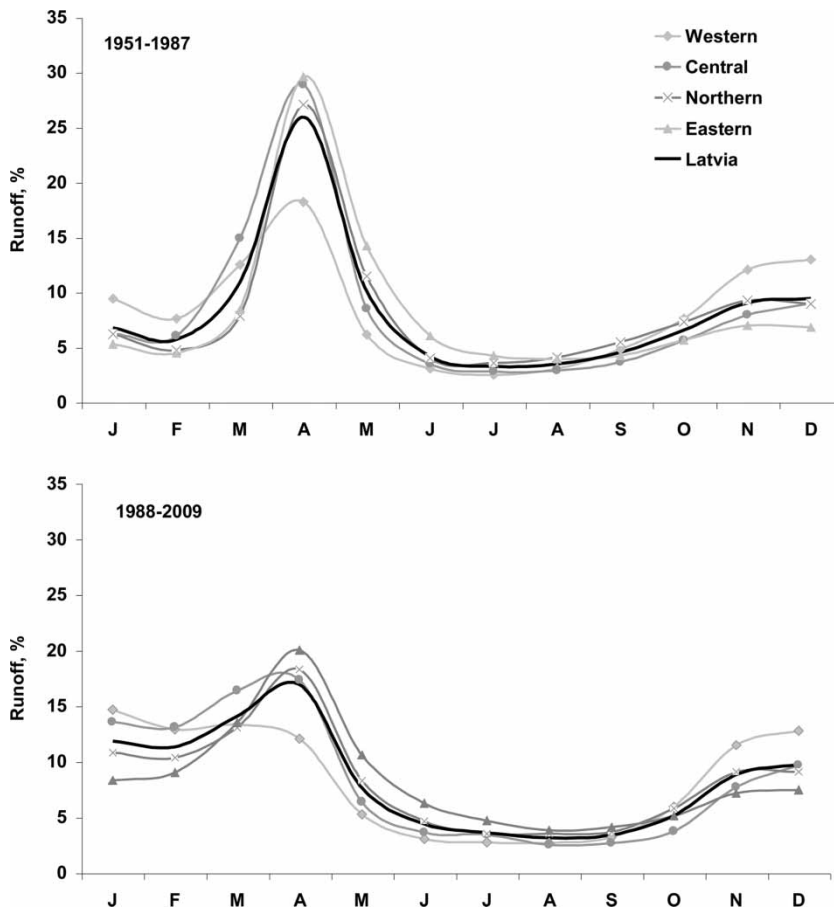 35
1951-1987
Western
30
Central
25
Northern
Eastern
20
Latvia
Runoff, %
15
10
5
0
J F M A M J J A S O N D
35
1988-2009
30
25
20
Runoff, %
15
10
5
0
J F M A M J J A S O N D